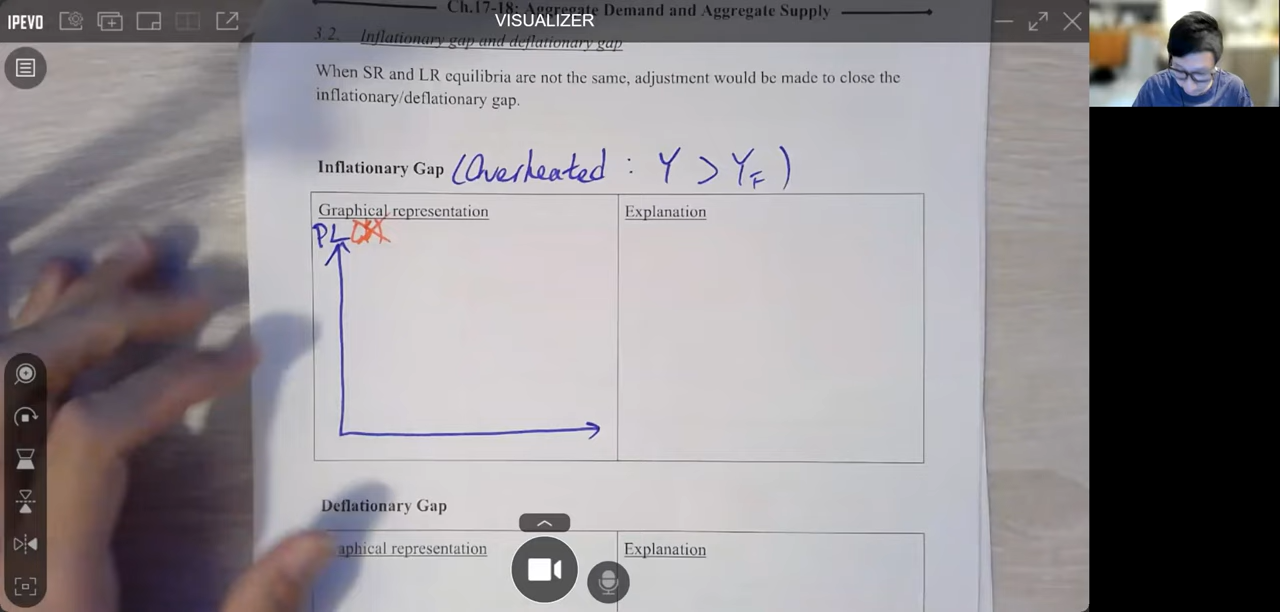 IPEVO
VISUALIZER
Ch.17-18: Aggregate Demand and Aggregate Supply
3.2. Inflationary gap and deflationary gap
When SR and LR equilibria are not the same, adjustment would be made to close the
inflationary/deflationary gap.
Inflationary Gap (Overheated : Y > YF)
Graphical representation
Explanation
PL
Deflationary Gap
aphical representation
Explanation